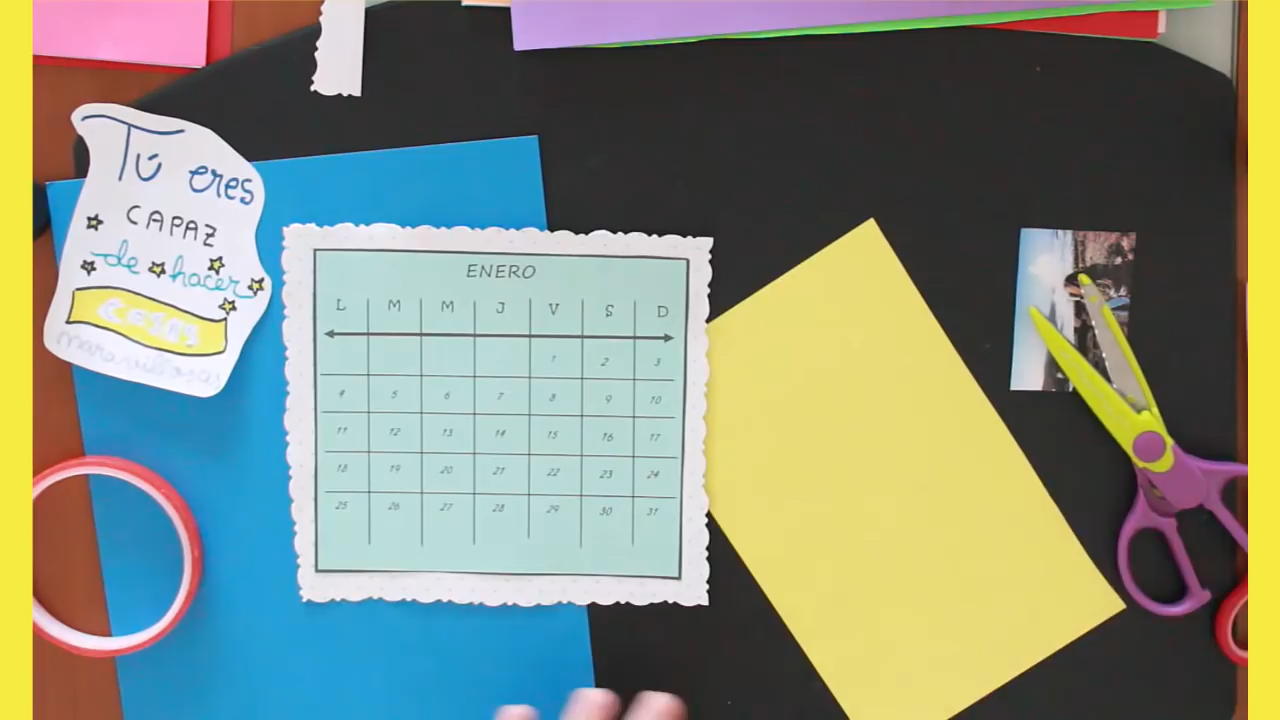 Tú eres
CAPAZ
de hacer
COSAS
maravillosas
ENERO
L M M J V S D
1 2 3
4 5 6 7 8 9 10
11 12 13 14 15 16 17
18 19 20 21 22 23 24
25 26 27 28 29 30 31